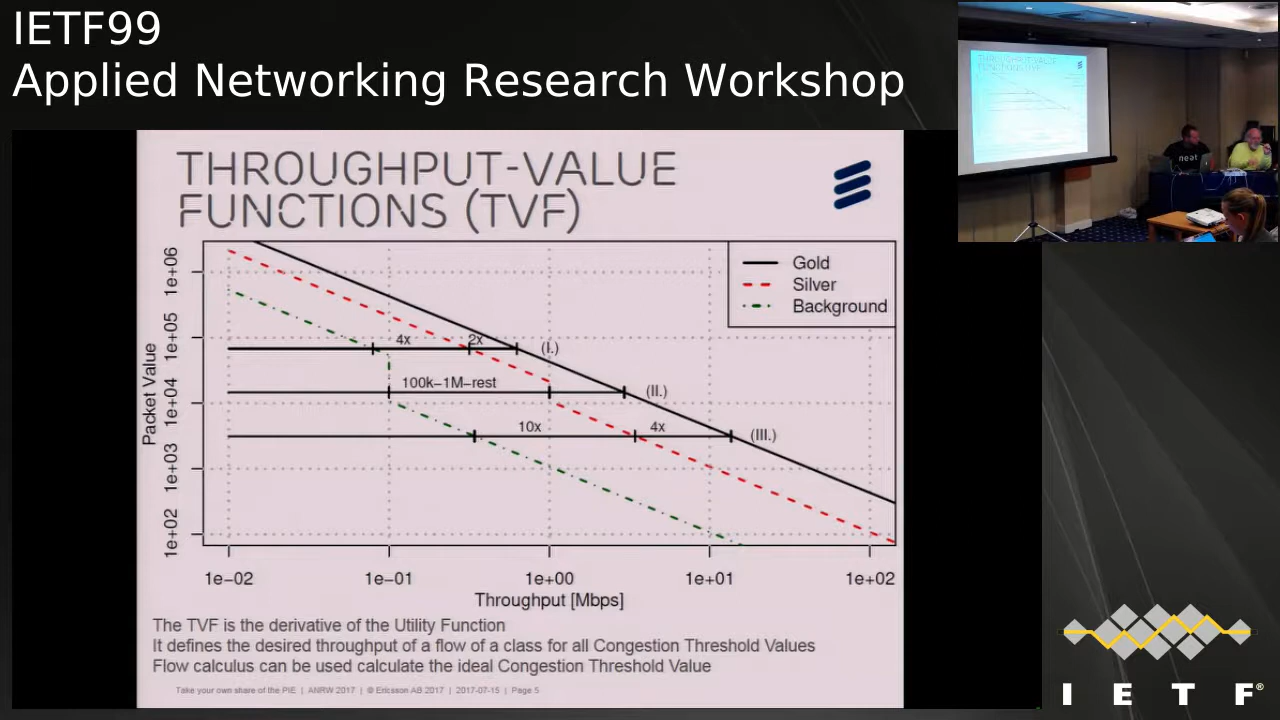 IETF99
Applied Networking Research Workshop
THROUGHPUT-VALUE
FUNCTIONS (TVF)
THROUGHPUT-VALUE
FUNCTIONS (TVF)
neat
Gold
Silver
Background
1e+06
1e+05
1e+04
1e+03
1e+02
Packet Value
4x
2x
(I.)
100k–1M–rest
(II.)
10x
4x
(III.)
1e−02
1e−01
1e+00
1e+01
1e+02
Throughput [Mbps]
The TVF is the derivative of the Utility Function
It defines the desired throughput of a flow of a class for all Congestion Threshold Values
Flow calculus can be used calculate the ideal Congestion Threshold Value
Take your own share of the PIE | ANRW 2017 | © Ericsson AB 2017 | 2017-07-15 | Page 5
I E T F®